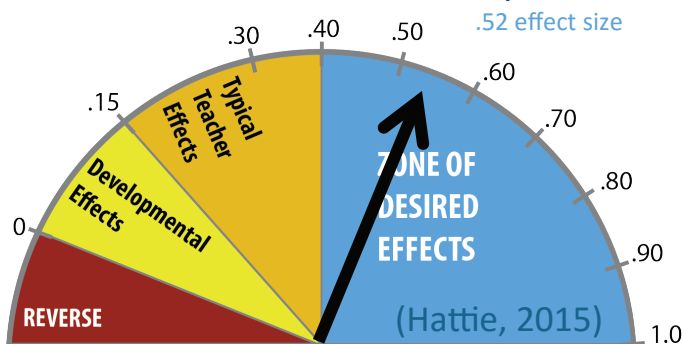 .52 effect size
.40
.30
.50
.60
.15
.70
Typical
Teacher
Effects
ZONE OF
DESIRED
EFFECTS
Developmental
Effects
.80
0
.90
REVERSE
(Hattie, 2015)
1.0